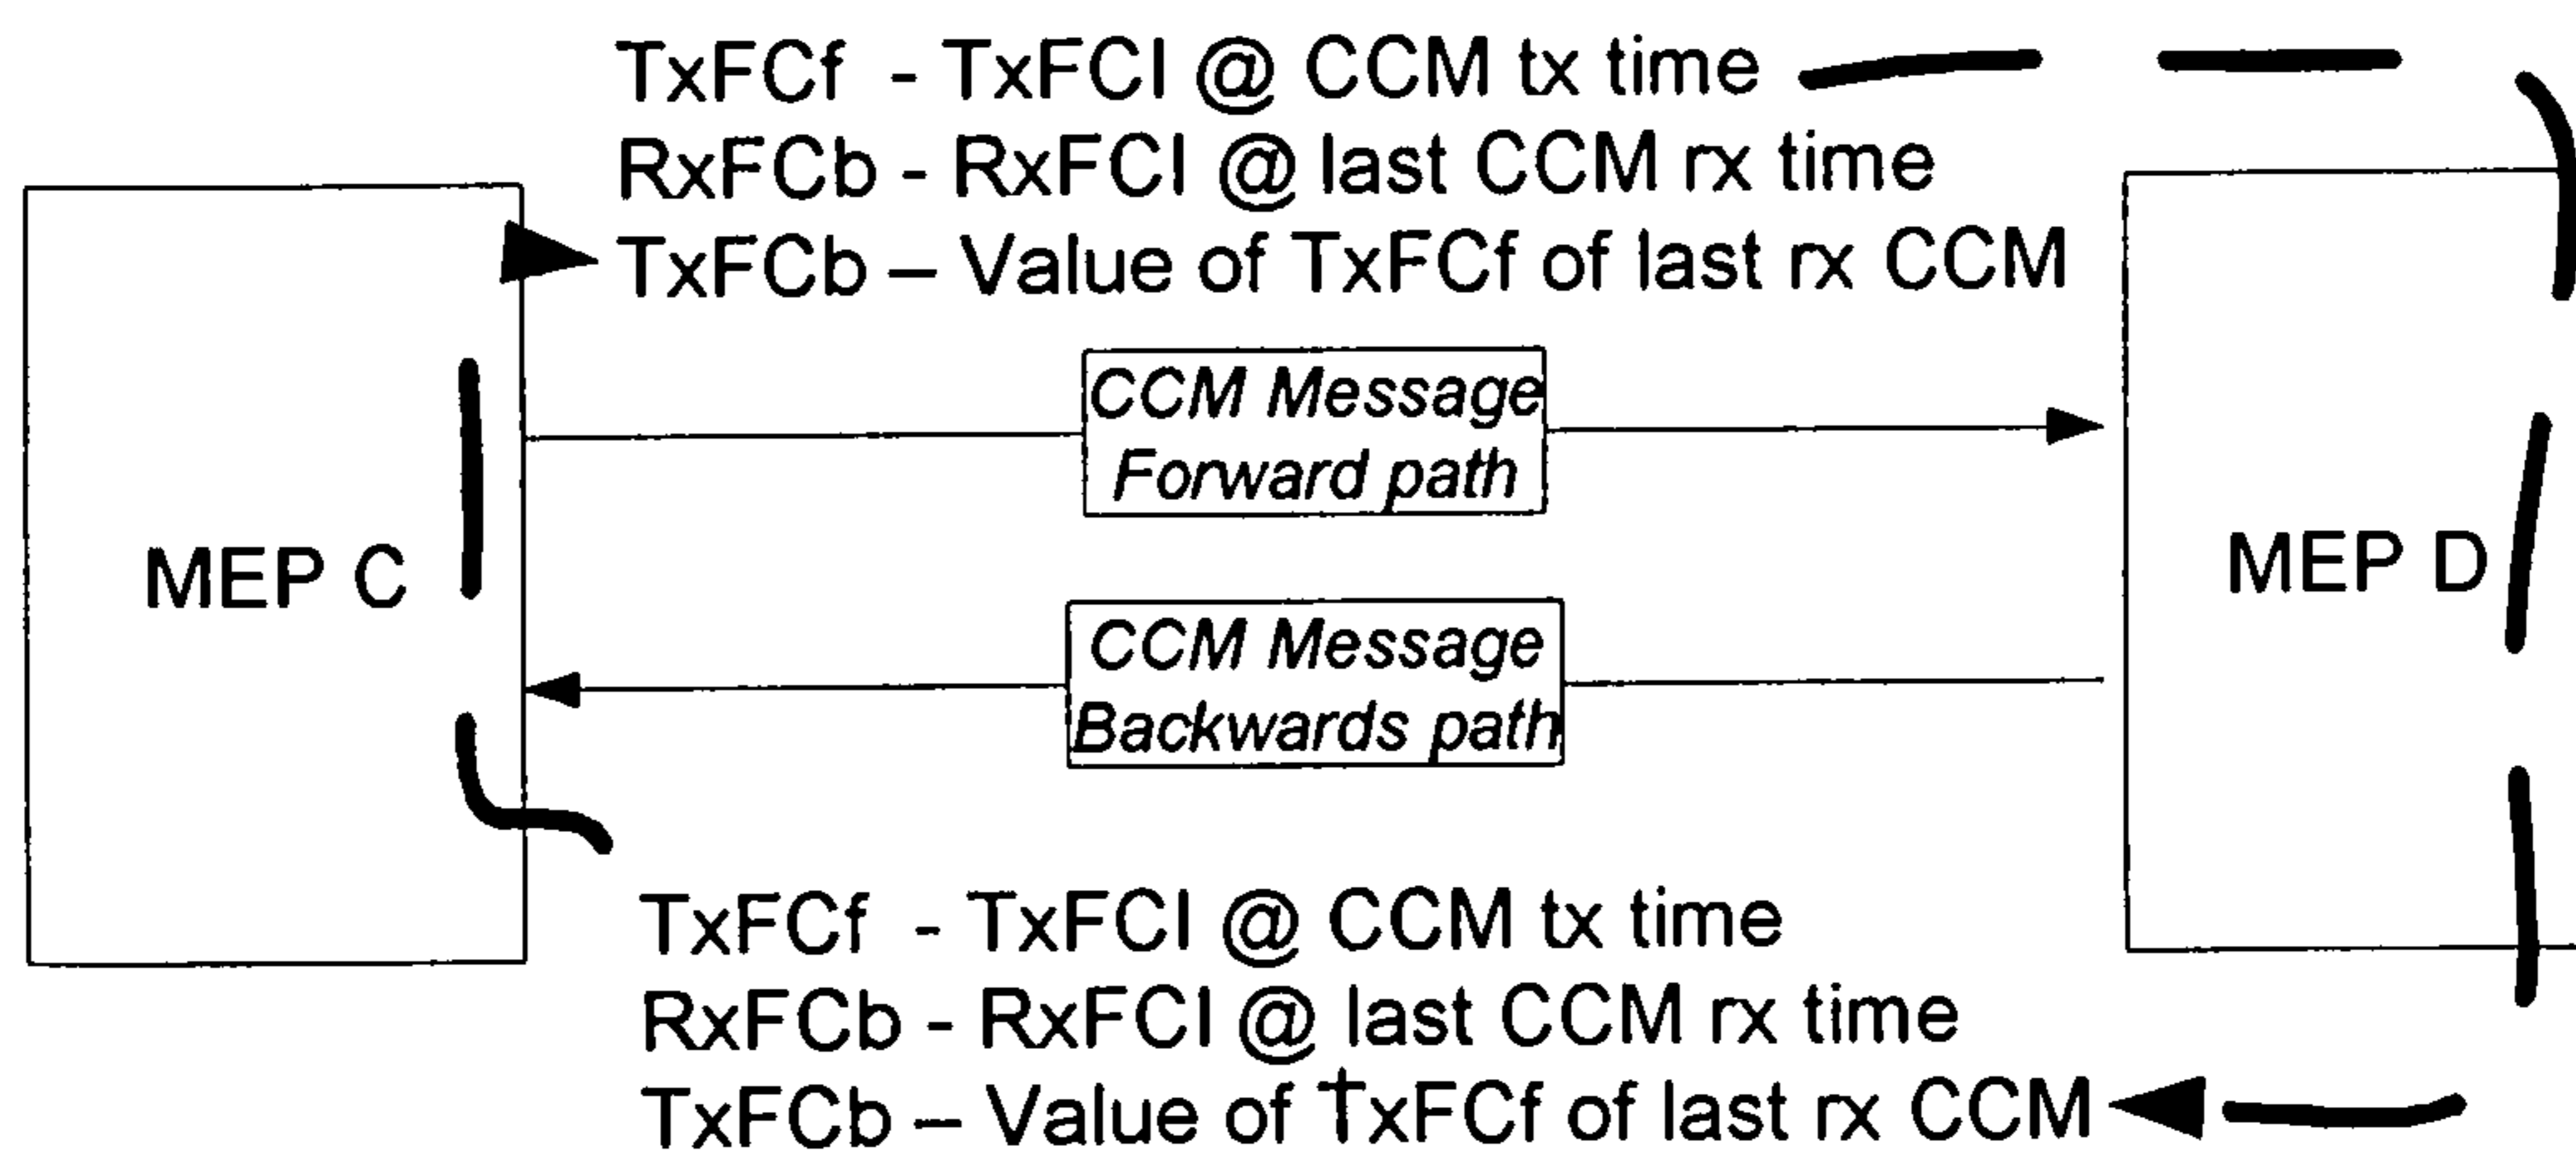 TxFCf - TxFCl @ CCM tx time
RxFCb - RxFCl @ last CCM rx time
TxFCb – Value of TxFCf of last rx CCM
CCM Message
Forward path
MEP C
MEP D
CCM Message
Backwards path
TxFCf - TxFCl @ CCM tx time
RxFCb - RxFCl @ last CCM rx time
TxFCb – Value of TxFCf of last rx CCM